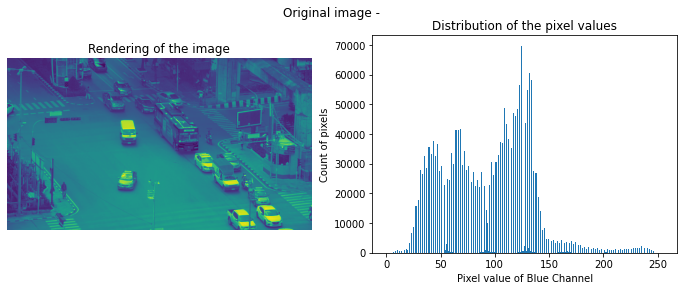 Original image -
Rendering of the image
Distribution of the pixel values
Count of pixels
70000
60000
50000
40000
30000
20000
10000
0
0 50 100 150 200 250
Pixel value of Blue Channel